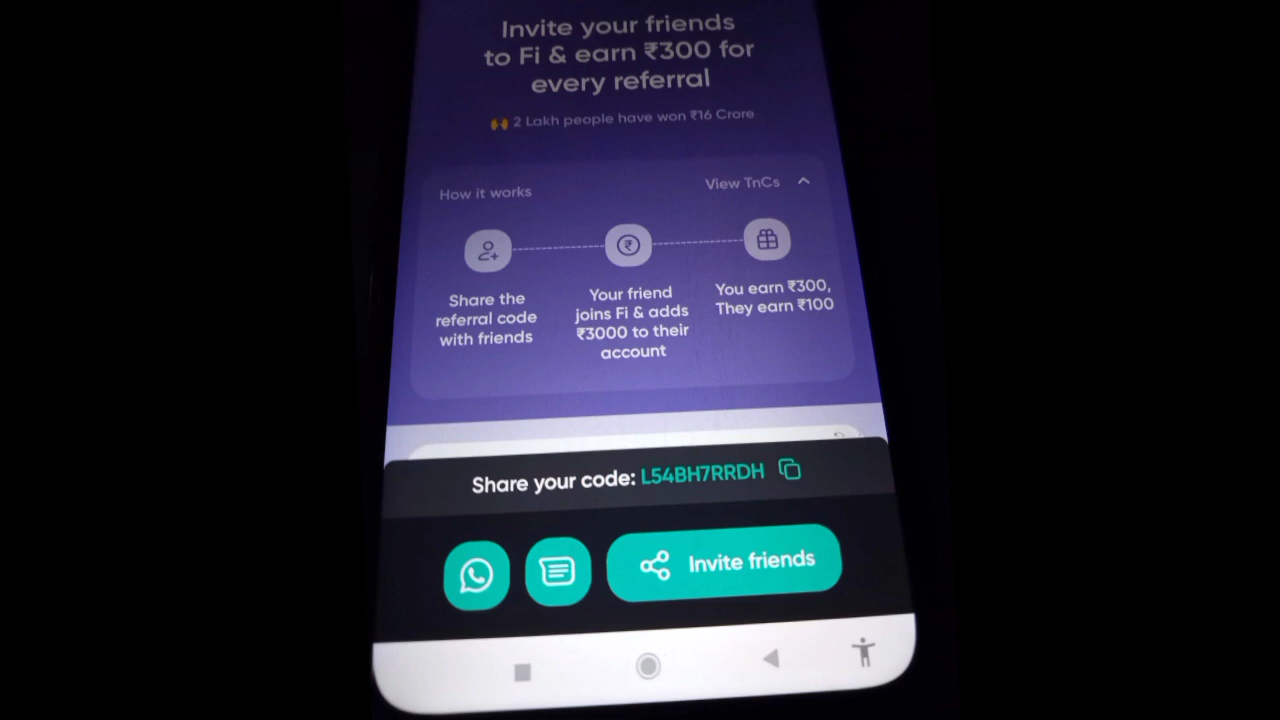 Invite your friends
to Fi & earn ₹300 for
every referral
🙌 2 Lakh people have won ₹16 Crore
How it works
View TnCs
Share the
referral code
with friends
Your friend
joins Fi & adds
₹3000 to their
account
You earn ₹300,
They earn ₹100
Share your code: L54BH7RRDH
Invite friends